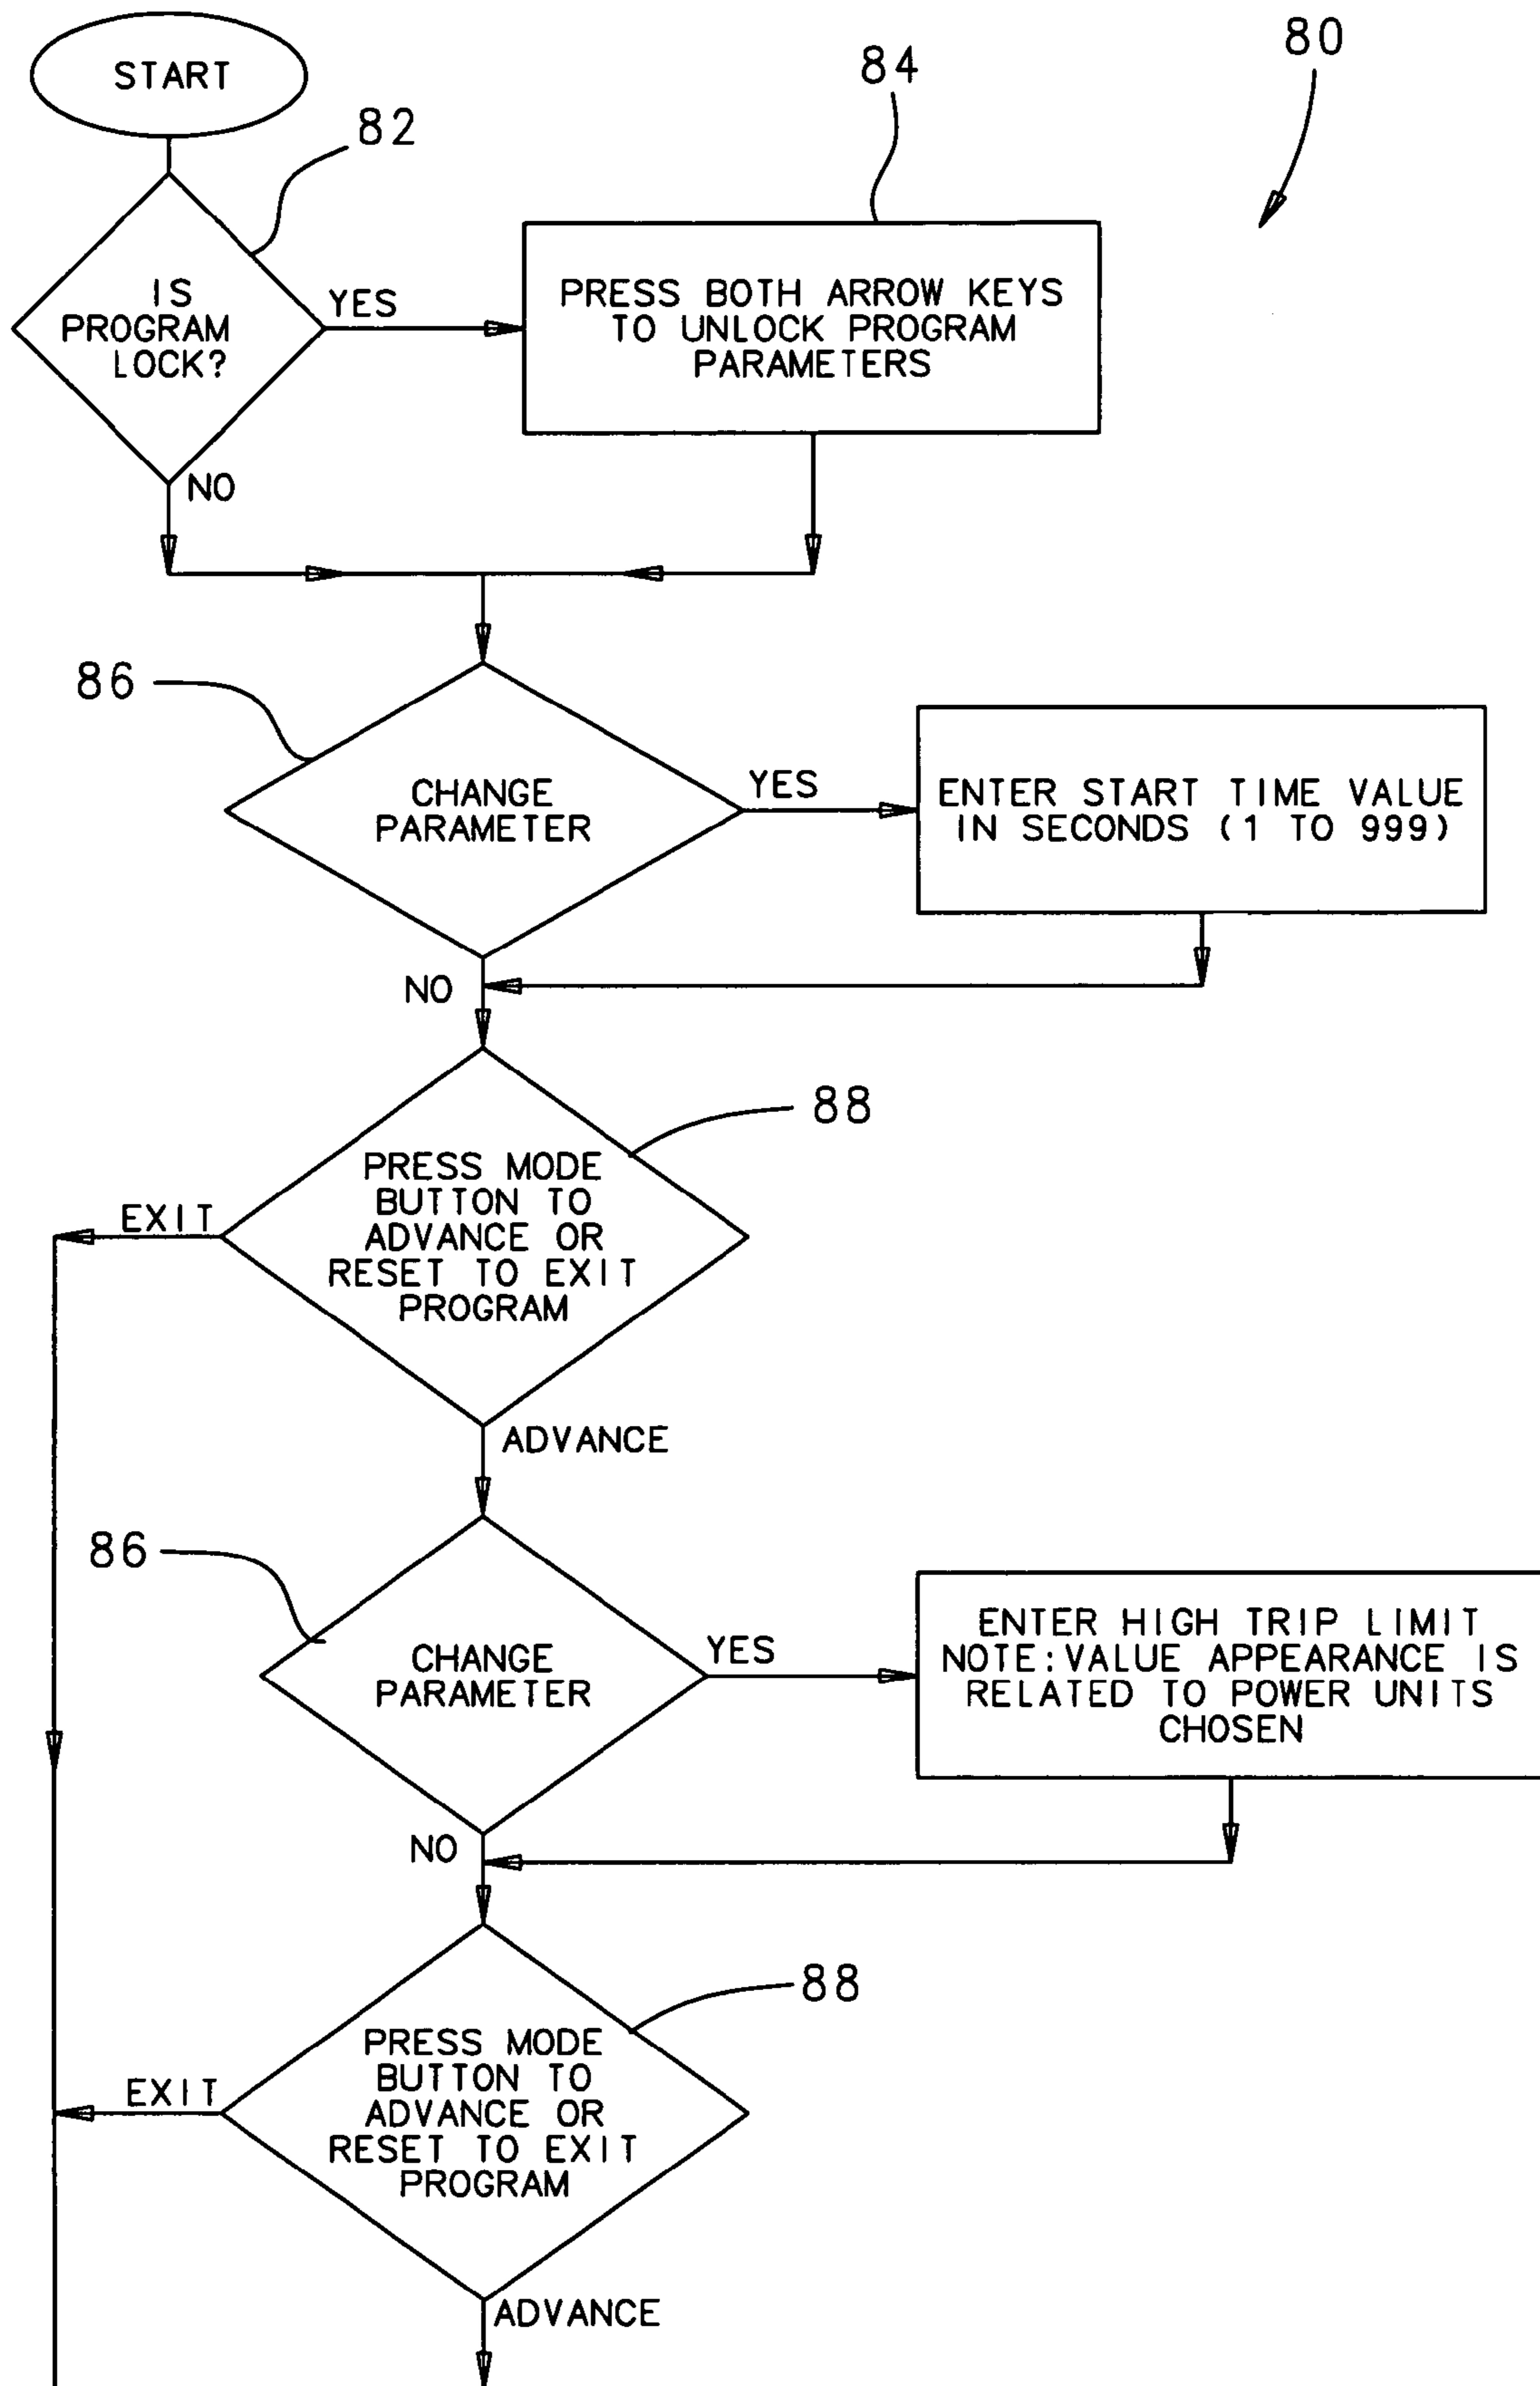 80
84
START
82
IS
PROGRAM
LOCK?
YES
PRESS BOTH ARROW KEYS
TO UNLOCK PROGRAM
PARAMETERS
NO
86
CHANGE
PARAMETER
YES
ENTER START TIME VALUE
IN SECONDS (1 TO 999)
NO
88
PRESS MODE
BUTTON TO
ADVANCE OR
RESET TO EXIT
PROGRAM
EXIT
ADVANCE
86
CHANGE
PARAMETER
YES
ENTER HIGH TRIP LIMIT
NOTE:VALUE APPEARANCE IS
RELATED TO POWER UNITS
CHOSEN
NO
88
PRESS MODE
BUTTON TO
ADVANCE OR
RESET TO EXIT
PROGRAM
EXIT
ADVANCE